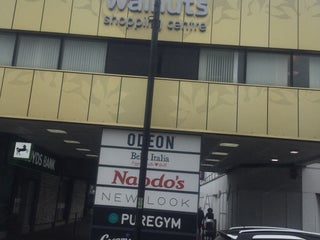 Walnuts
shopping centre
ODEON
Bella Italia
Nando's
NEW LOOK
PUREGYM